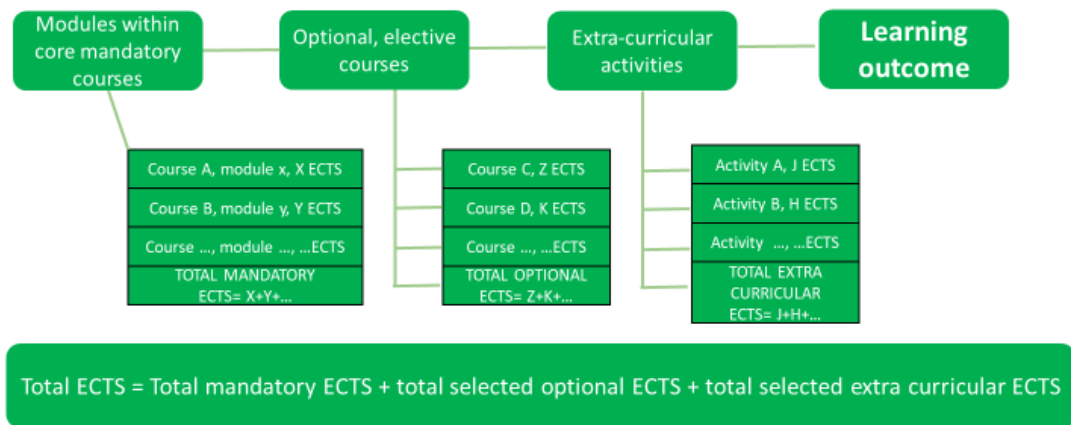 Modules within
core mandatory
courses
Optional, elective
courses
Extra-curricular
activities
Learning
outcome
Course A, module x, X ECTS
Course B, module y, Y ECTS
Course ..., module ..., ...ECTS
TOTAL MANDATORY
ECTS= X+Y+...
Course C, Z ECTS
Course D, K ECTS
Course ..., ...ECTS
TOTAL OPTIONAL
ECTS= Z+K+...
Activity A, J ECTS
Activity B, H ECTS
Activity ..., ...ECTS
TOTAL EXTRA
CURRICULAR
ECTS= J+H+...
Total ECTS = Total mandatory ECTS + total selected optional ECTS + total selected extra curricular ECTS